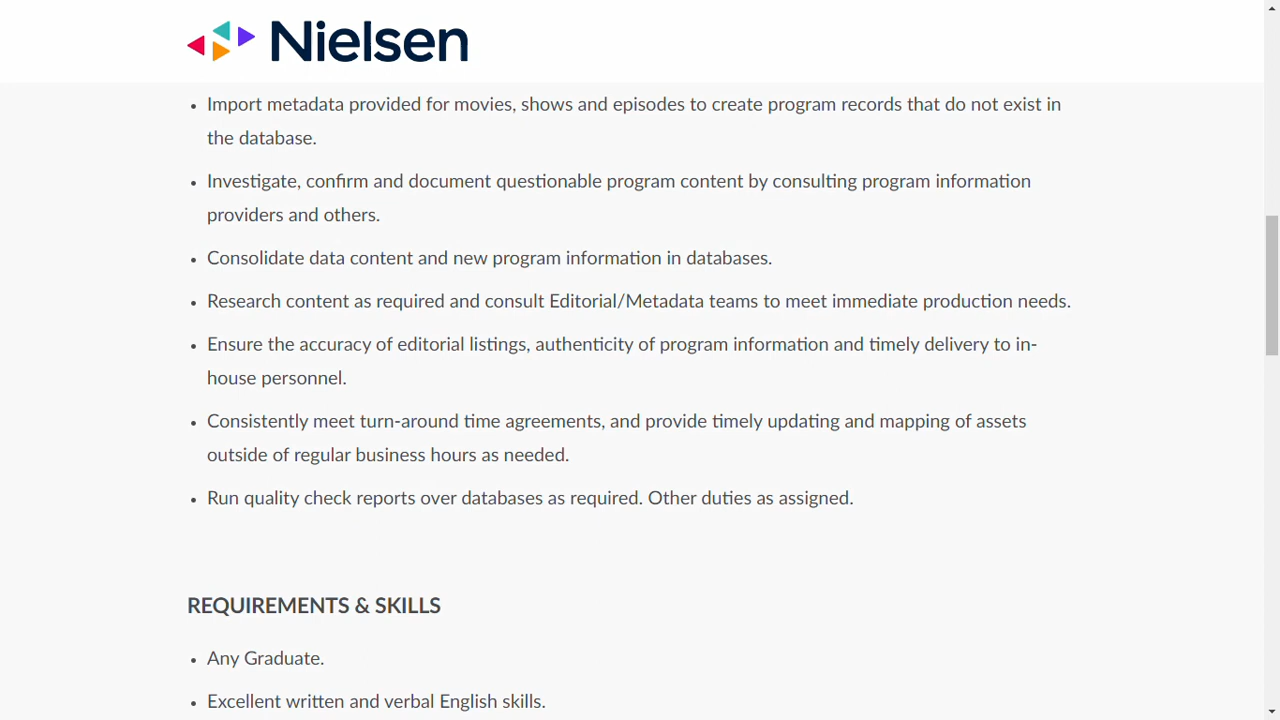 Nielsen
• Import metadata provided for movies, shows and episodes to create program records that do not exist in
the database.
• Investigate, confirm and document questionable program content by consulting program information
providers and others.
• Consolidate data content and new program information in databases.
• Research content as required and consult Editorial/Metadata teams to meet immediate production needs.
• Ensure the accuracy of editorial listings, authenticity of program information and timely delivery to in-
house personnel.
• Consistently meet turn-around time agreements, and provide timely updating and mapping of assets
outside of regular business hours as needed.
• Run quality check reports over databases as required. Other duties as assigned.
REQUIREMENTS & SKILLS
• Any Graduate.
• Excellent written and verbal English skills.